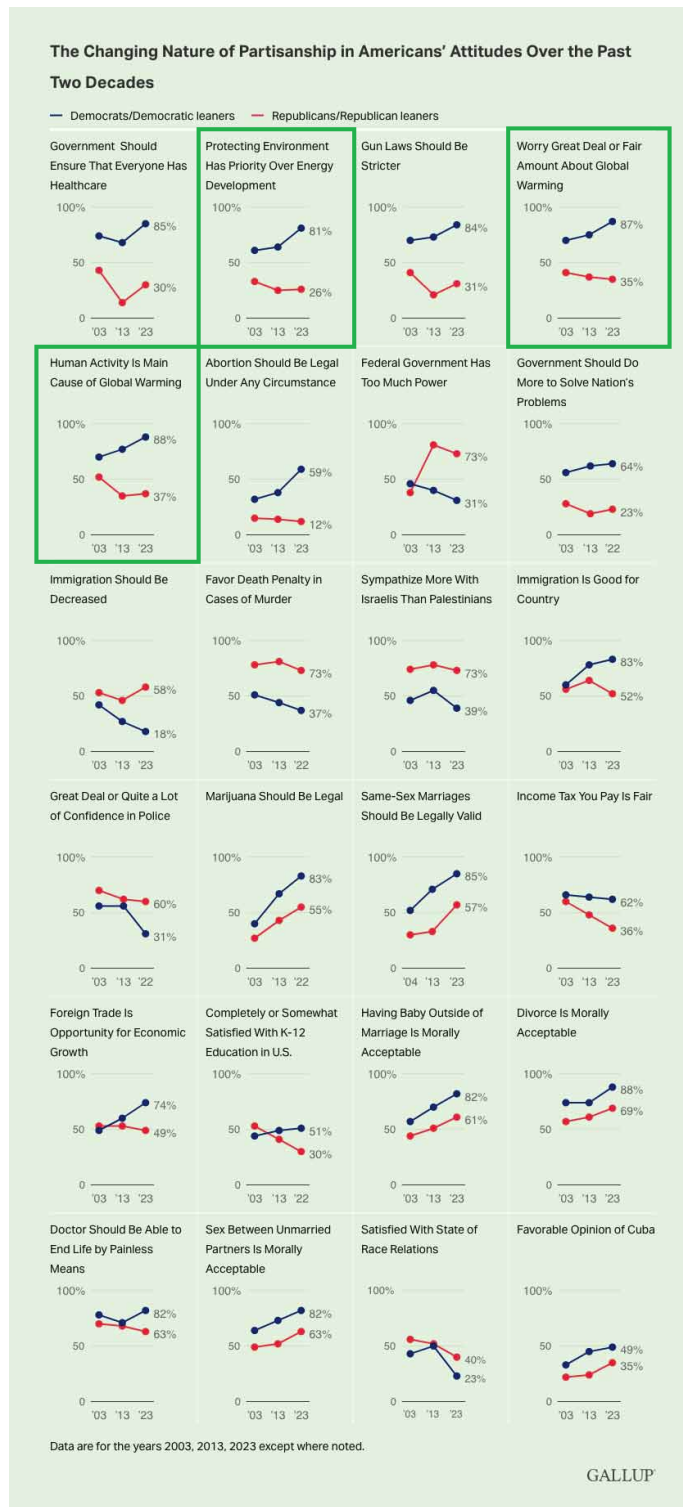 The Changing Nature of Partisanship in Americans' Attitudes Over the Past
Two Decades
Democrats/Democratic leaners Republicans/Republican leaners
Government Should
Ensure That Everyone Has
Healthcare
100%
50
0
85%
30%
'03 '13 '23
Protecting Environment
Has Priority Over Energy
Development
100%
50
0
81%
26%
'03 '13 '23
Gun Laws Should Be
Stricter
100%
50
0
84%
31%
'03 '13 '23
Worry Great Deal or Fair
Amount About Global
Warming
100%
50
0
87%
35%
'03 '13 '23
Human Activity Is Main
Cause of Global Warming
100%
50
0
88%
37%
'03 '13 '23
Abortion Should Be Legal
Under Any Circumstance
100%
50
0
59%
12%
'03 '13 '23
Federal Government Has
Too Much Power
100%
50
0
73%
31%
'03 '13 '23
Government Should Do
More to Solve Nation's
Problems
100%
50
0
64%
23%
'03 '13 '22
Immigration Should Be
Decreased
100%
50
0
58%
18%
'03 '13 '23
Favor Death Penalty in
Cases of Murder
100%
50
0
73%
37%
'03 '13 '22
Sympathize More With
Israelis Than Palestinians
100%
50
0
73%
39%
'03 '13 '23
Immigration Is Good for
Country
100%
50
0
83%
52%
'03 '13 '23
Great Deal or Quite a Lot
of Confidence in Police
100%
50
0
60%
31%
'03 '13 '22
Marijuana Should Be Legal
100%
50
0
83%
55%
'03 '13 '22
Same-Sex Marriages
Should Be Legally Valid
100%
50
0
85%
57%
'04 '13 '23
Income Tax You Pay Is Fair
100%
50
0
62%
36%
'03 '13 '23
Foreign Trade Is
Opportunity for Economic
Growth
100%
50
0
74%
49%
'03 '13 '23
Completely or Somewhat
Satisfied With K-12
Education in U.S.
100%
50
0
51%
30%
'03 '13 '22
Having Baby Outside of
Marriage Is Morally
Acceptable
100%
50
0
82%
61%
'03 '13 '23
Divorce Is Morally
Acceptable
100%
50
0
88%
69%
'03 '13 '23
Doctor Should Be Able to
End Life by Painless
Means
100%
50
0
82%
63%
'03 '13 '23
Sex Between Unmarried
Partners Is Morally
Acceptable
100%
50
0
82%
63%
'03 '13 '23
Satisfied With State of
Race Relations
100%
50
0
40%
23%
'03 '13 '23
Favorable Opinion of Cuba
100%
50
0
49%
35%
'03 '13 '23
Data are for the years 2003, 2013, 2023 except where noted.
GALLUP